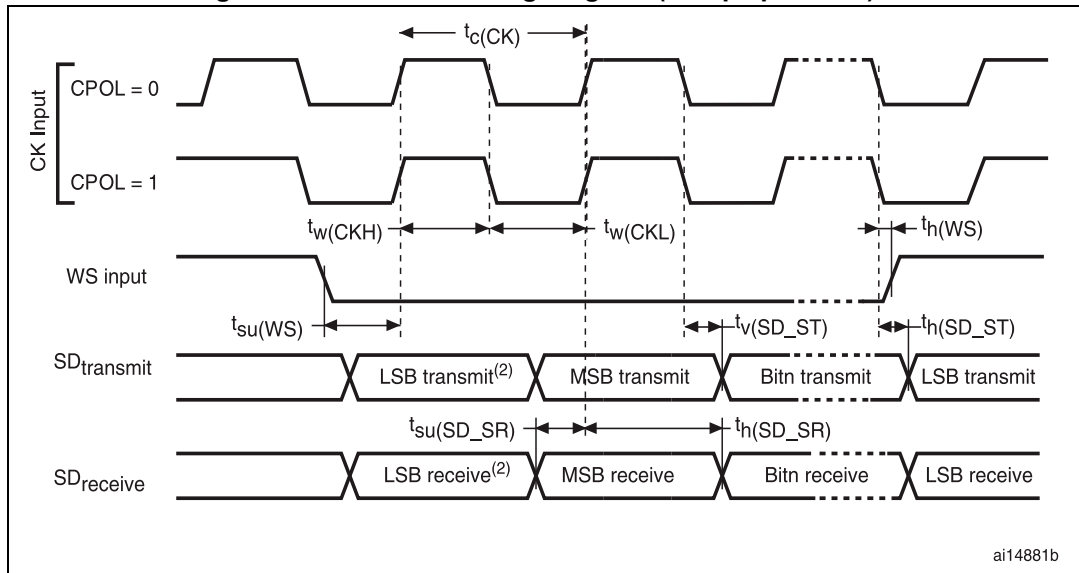 tc(CK)
CK Input
CPOL = 0
CPOL = 1
tw(CKH)
tw(CKL)
th(WS)
WS input
tsu(WS)
tv(SD_ST)
th(SD_ST)
SDtransmit
LSB transmit(2)
MSB transmit
Bitn transmit
LSB transmit
tsu(SD_SR)
th(SD_SR)
SDreceive
LSB receive(2)
MSB receive
Bitn receive
LSB receive
ai14881b